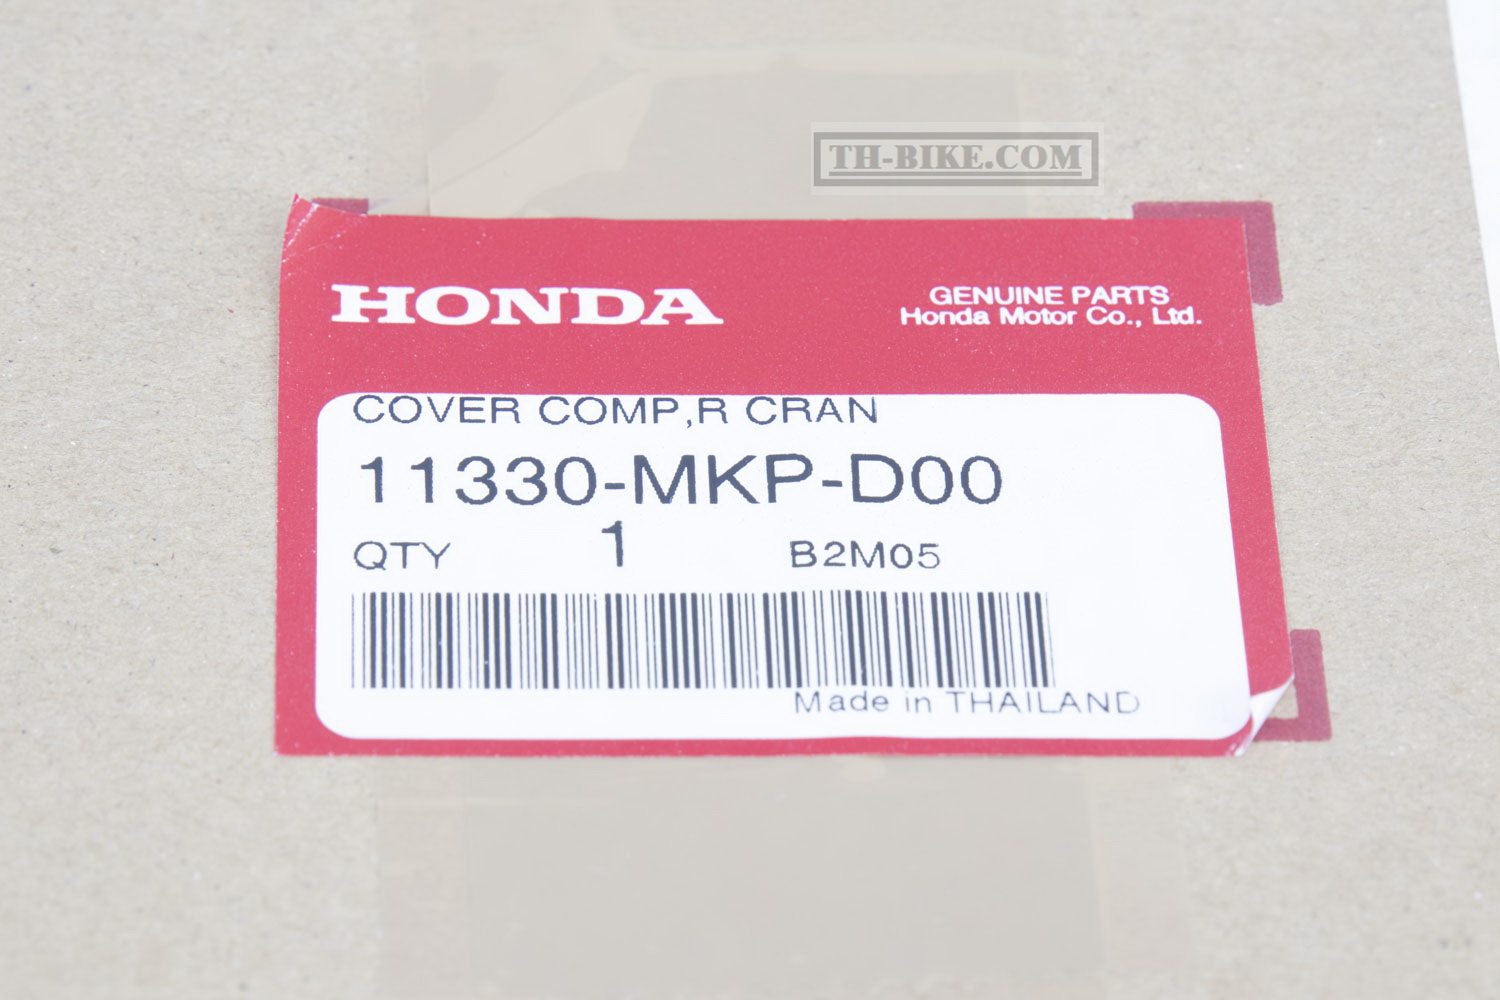 TH-BIKE.COM
HONDA
GENUINE PARTS
Honda Motor Co., Ltd.
COVER COMP,R CRAN
11330-MKP-D00
QTY 1 B2M05
Made in THAILAND